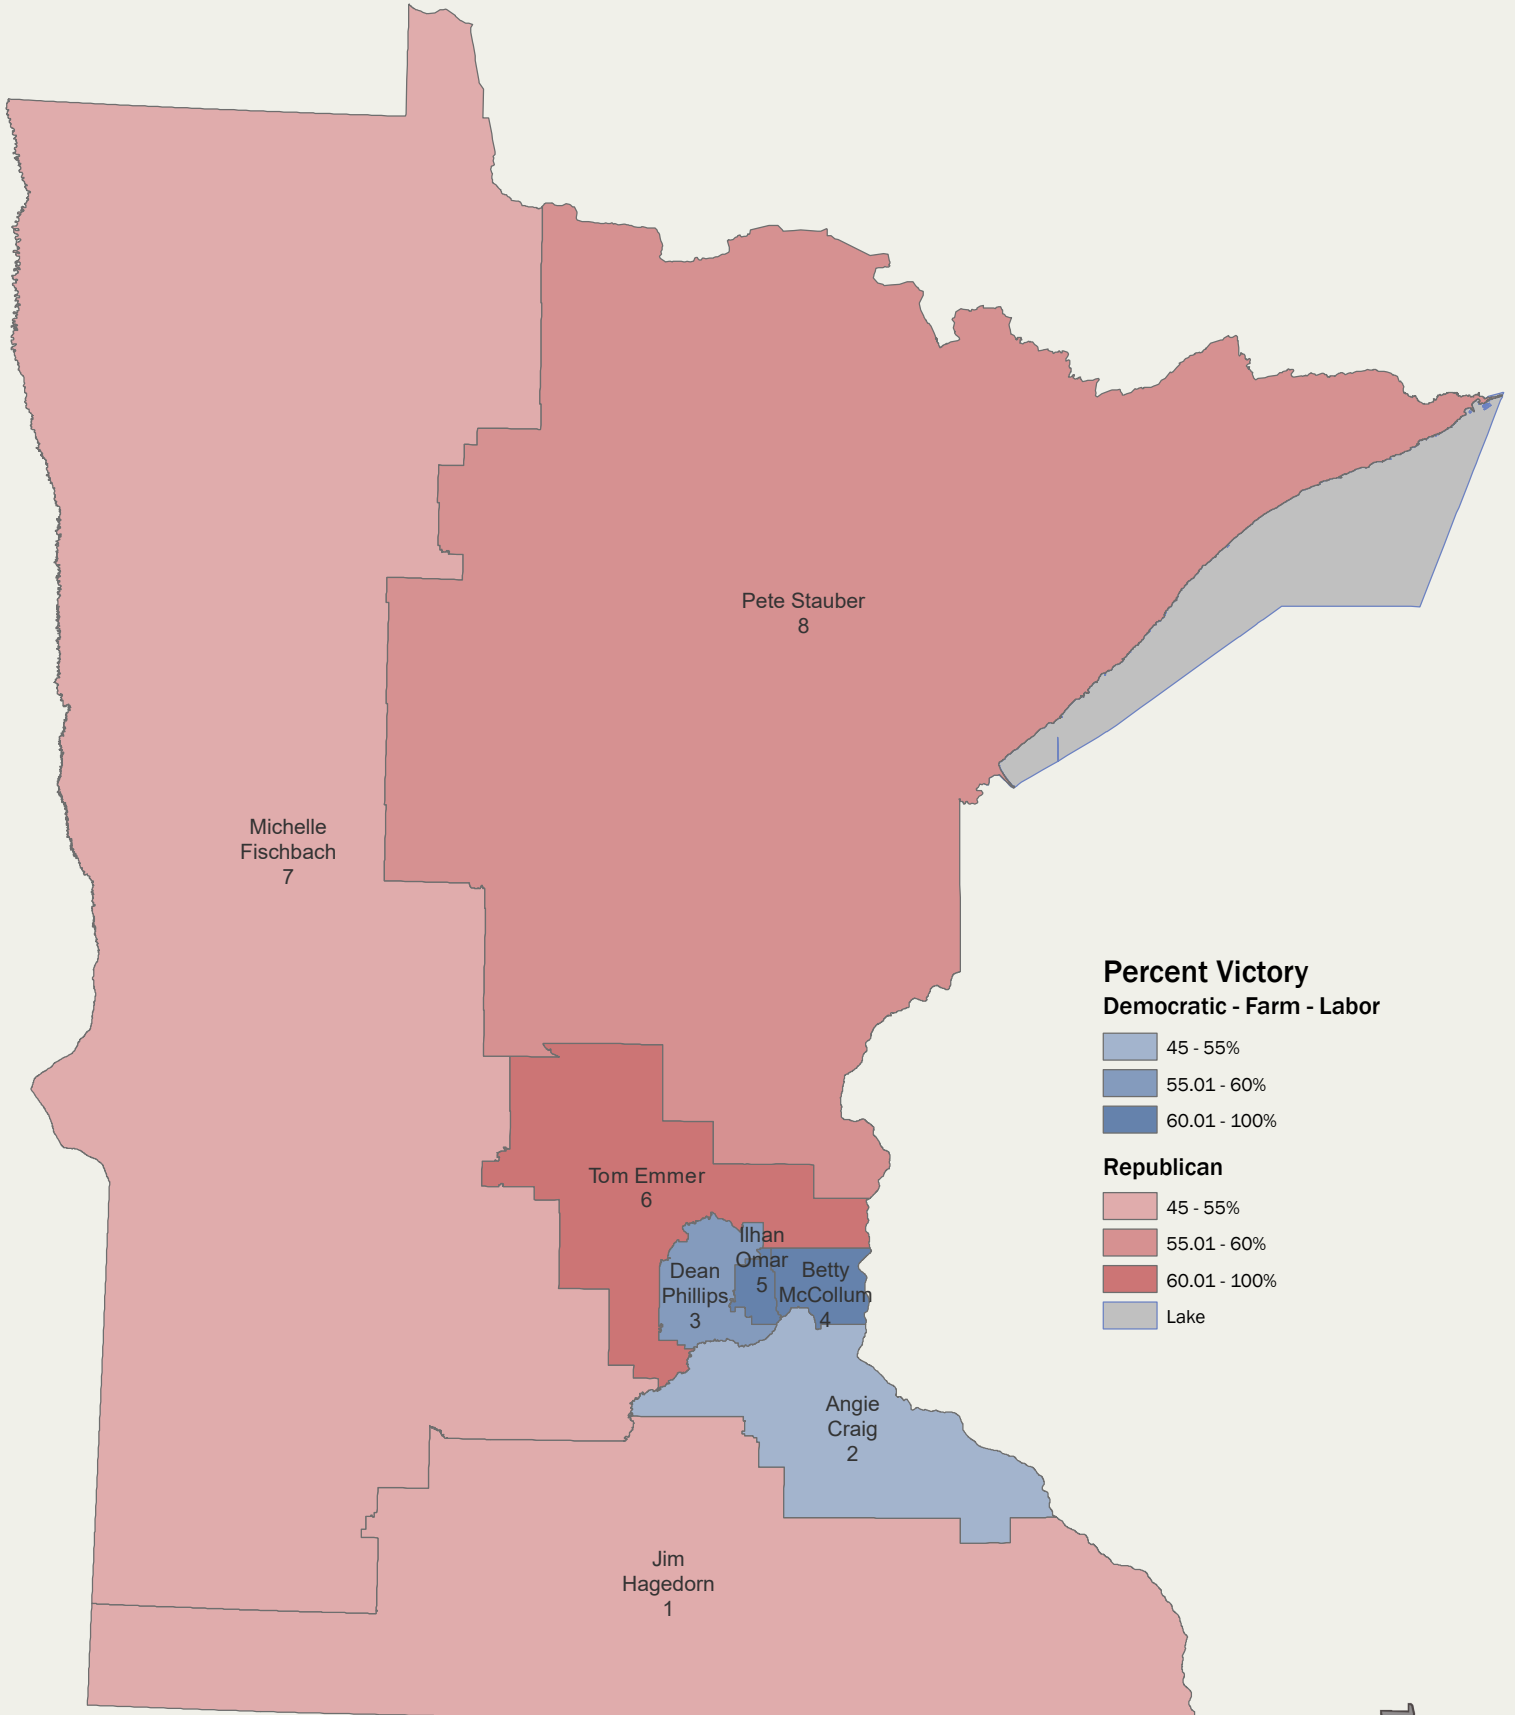 Pete Stauber
8
Michelle
Fischbach
7
Tom Emmer
6
Ilhan
Omar
5
Dean
Phillips
3
Betty
McCollum
4
Angie
Craig
2
Jim
Hagedorn
1
Percent Victory
Democratic - Farm - Labor
45 - 55%
55.01 - 60%
60.01 - 100%
Republican
45 - 55%
55.01 - 60%
60.01 - 100%
Lake